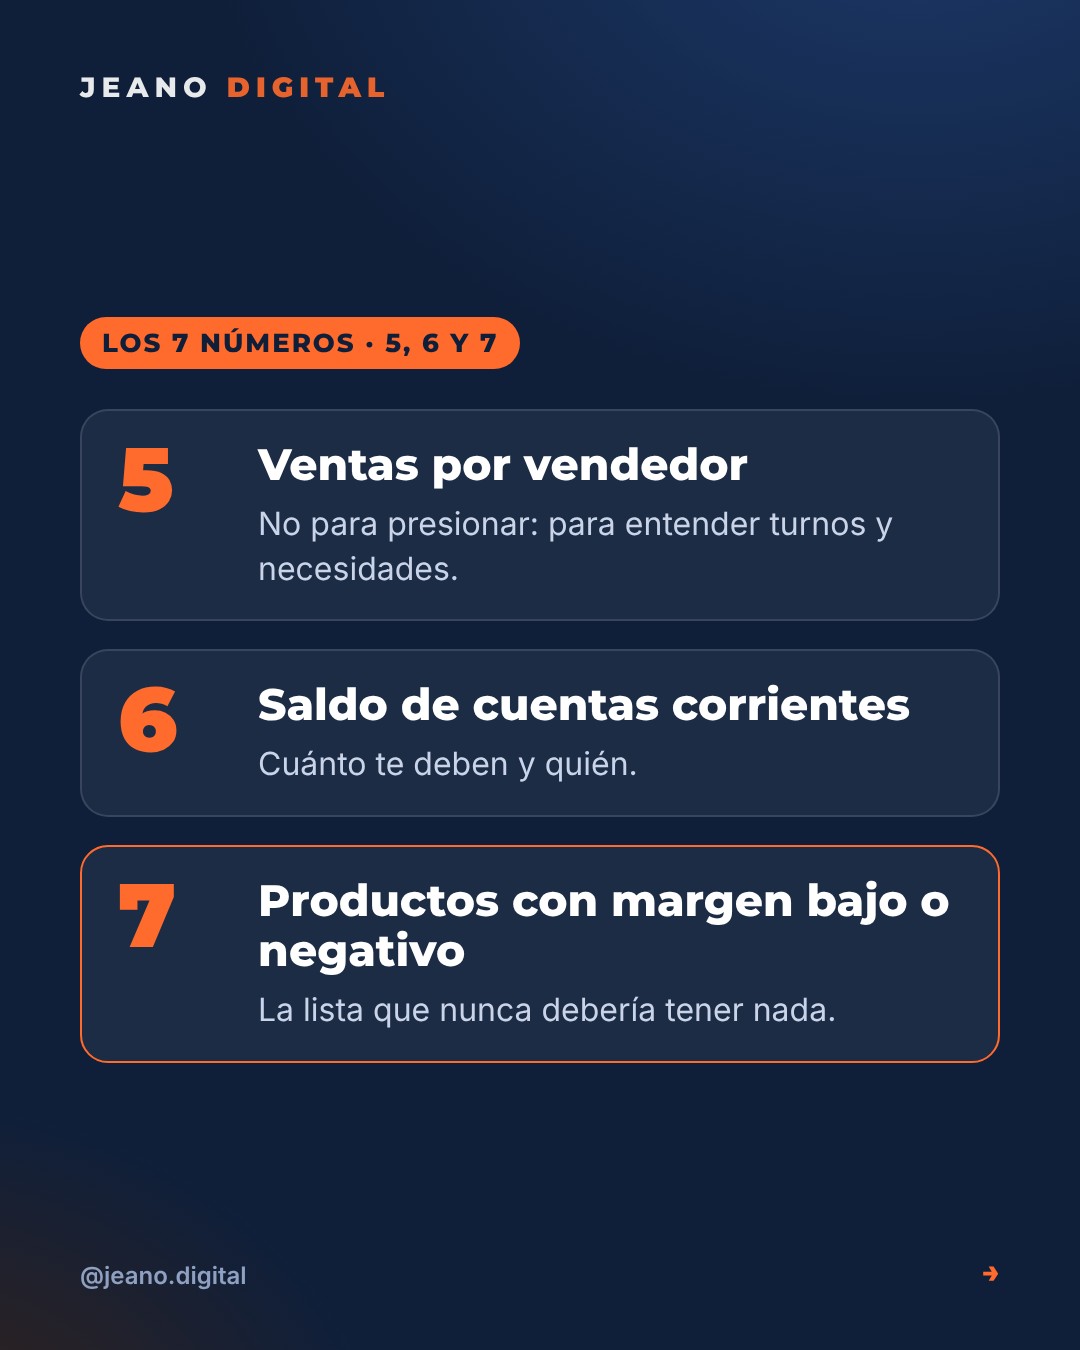 JEANO DIGITAL
LOS 7 NÚMEROS · 5, 6 Y 7
5
Ventas por vendedor
No para presionar: para entender turnos y
necesidades.
6
Saldo de cuentas corrientes
Cuánto te deben y quién.
7
Productos con margen bajo o
negativo
La lista que nunca debería tener nada.
@jeano.digital